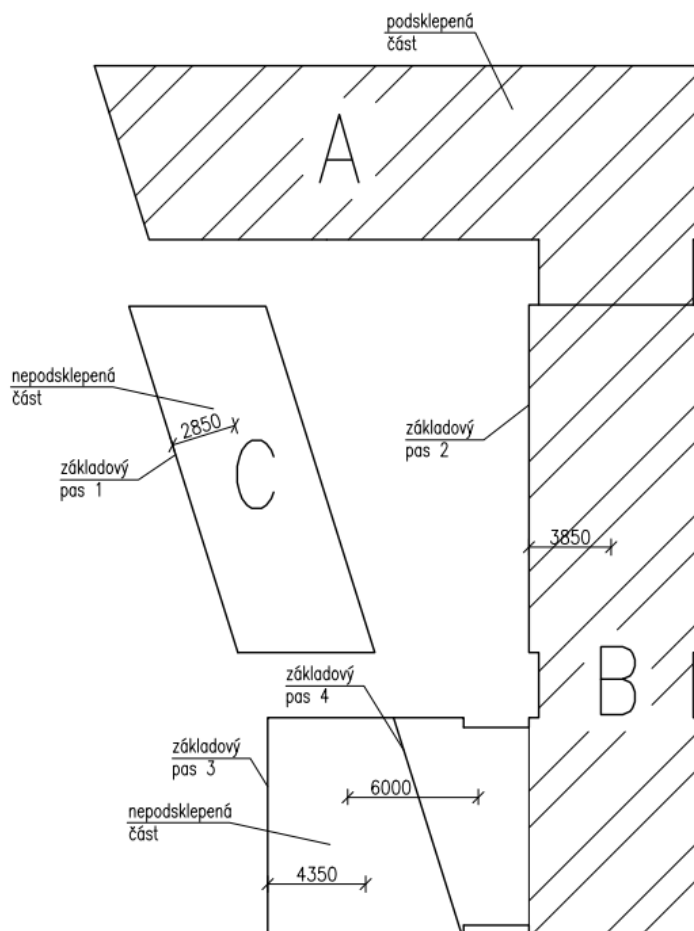 podsklepená
část
A
nepodsklepená
část
2850
základový
pas 1
C
základový
pas 2
3850
B
základový
pas 4
základový
pas 3
6000
nepodsklepená
část
4350